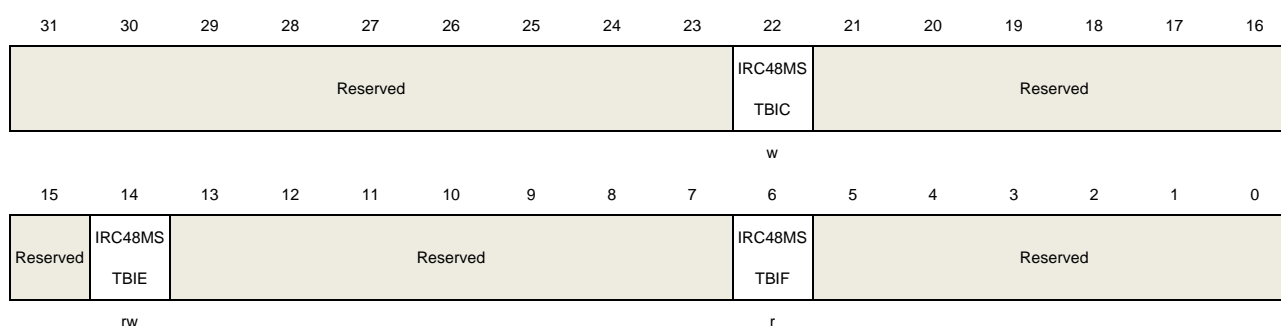 31 30 29 28 27 26 25 24 23 22 21 20 19 18 17 16
Reserved IRC48MS TBIC Reserved
w
15 14 13 12 11 10 9 8 7 6 5 4 3 2 1 0
Reserved IRC48MS TBIE Reserved IRC48MS TBIF Reserved
rw r